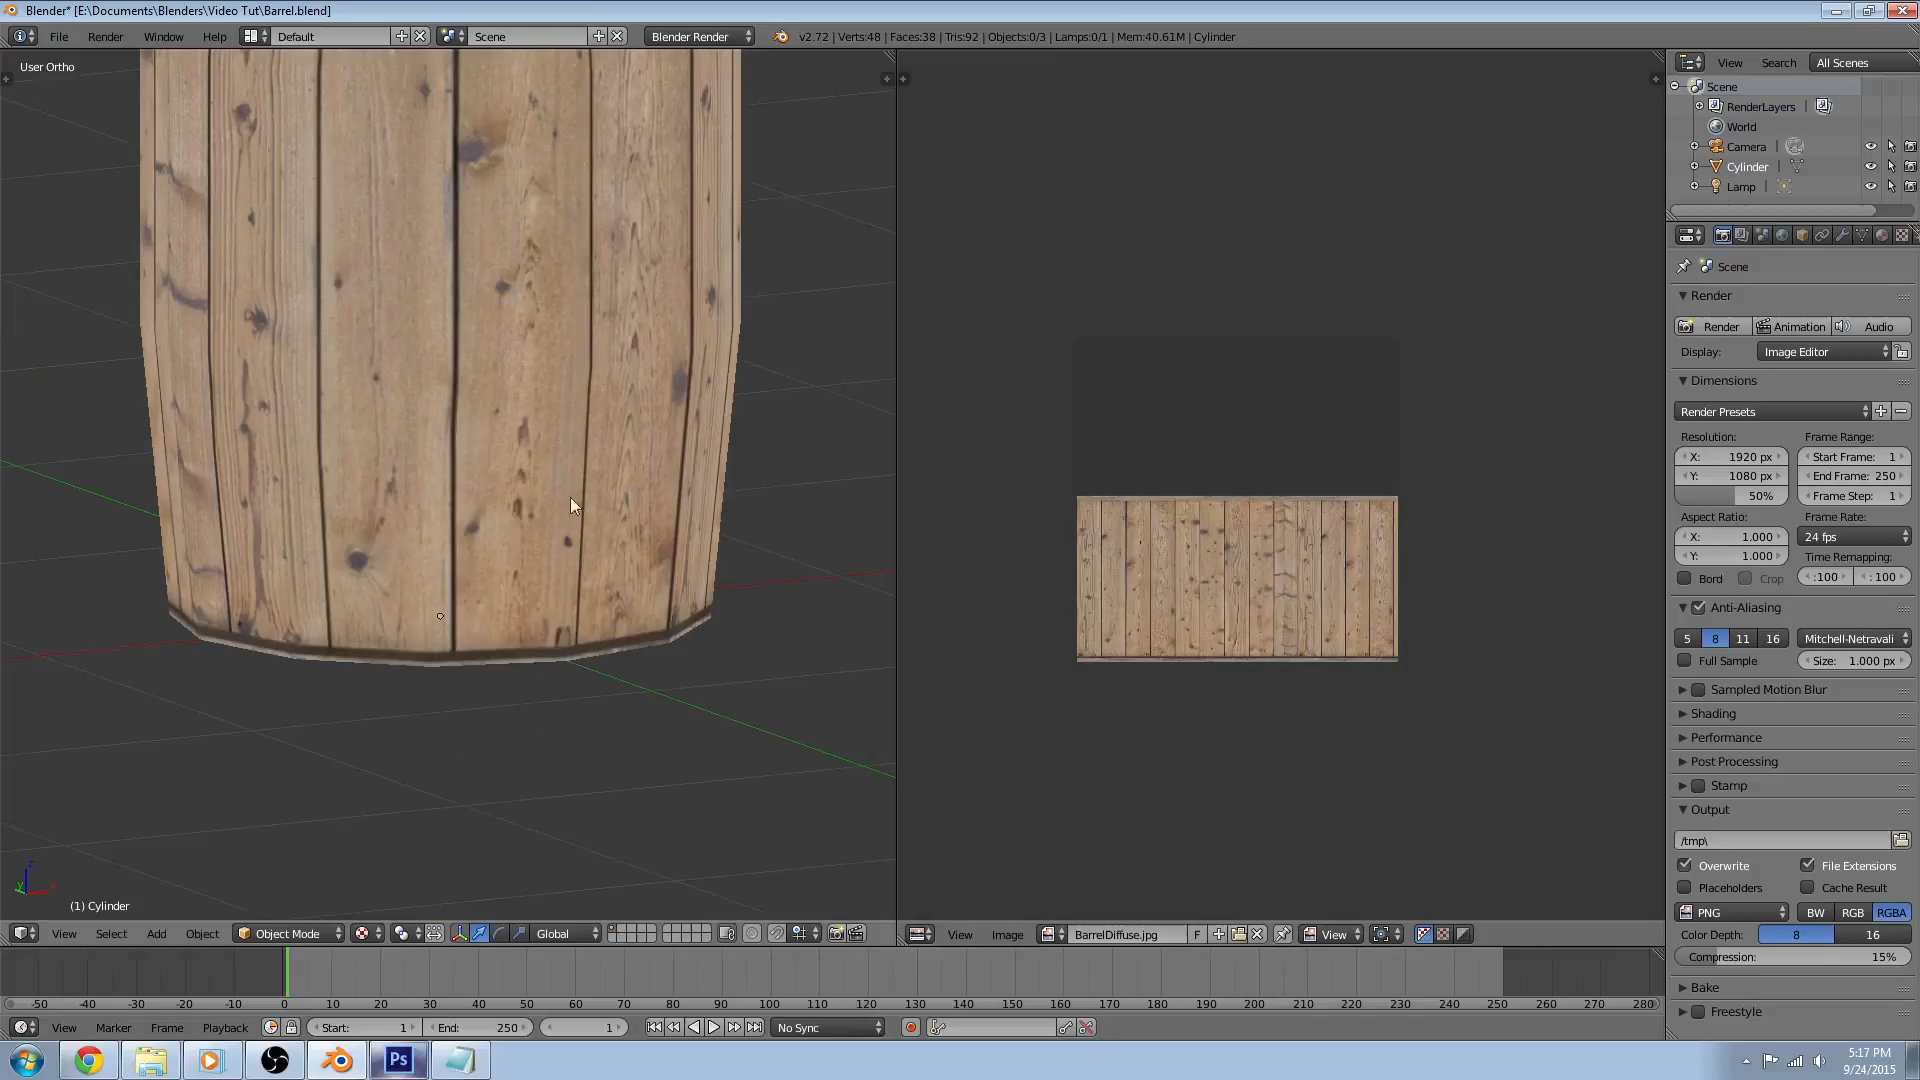 Blender* [E:\Documents\Blenders\Video Tut\Barrel.blend]
File Render Window Help Default Scene Blender Render v2.72 | Verts:48 | Faces:38 | Tris:92 | Objects:0/3 | Lamps:0/1 | Mem:40.61M | Cylinder
User Ortho
View Search All Scenes
Scene
RenderLayers
World
Camera
Cylinder
Lamp
Scene
Render
Render Animation Audio
Display: Image Editor
Dimensions
Render Presets
Resolution: Frame Range:
X: 1920 px Start Frame: 1
Y: 1080 px End Frame: 250
50% Frame Step: 1
Aspect Ratio: Frame Rate:
X: 1.000 24 fps
Y: 1.000 Time Remapping:
Bord Crop :100 :100
Anti-Aliasing
5 8 11 16 Mitchell-Netravali
Full Sample Size: 1.000 px
Sampled Motion Blur
Shading
Performance
Post Processing
Stamp
Output
/tmp\
Overwrite File Extensions
Placeholders Cache Result
PNG BW RGB RGBA
Color Depth: 8 16
Compression: 15%
Bake
Freestyle
z
y x
(1) Cylinder
View Select Add Object Object Mode Global
View Image BarrelDiffuse.jpg F View
-50 -40 -30 -20 -10 0 10 20 30 40 50 60 70 80 90 100 110 120 130 140 150 160 170 180 190 200 210 220 230 240 250 260 270 280
View Marker Frame Playback Start: 1 End: 250 1 No Sync
Ps
5:17 PM
9/24/2015